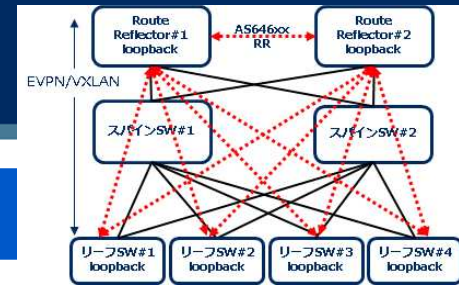 Route
Reflector#1
loopback
AS646xx
RR
Route
Reflector#2
loopback
EVPN/VXLAN
スパインSW#1
スパインSW#2
リーフSW#1
loopback
リーフSW#2
loopback
リーフSW#3
loopback
リーフSW#4
loopback